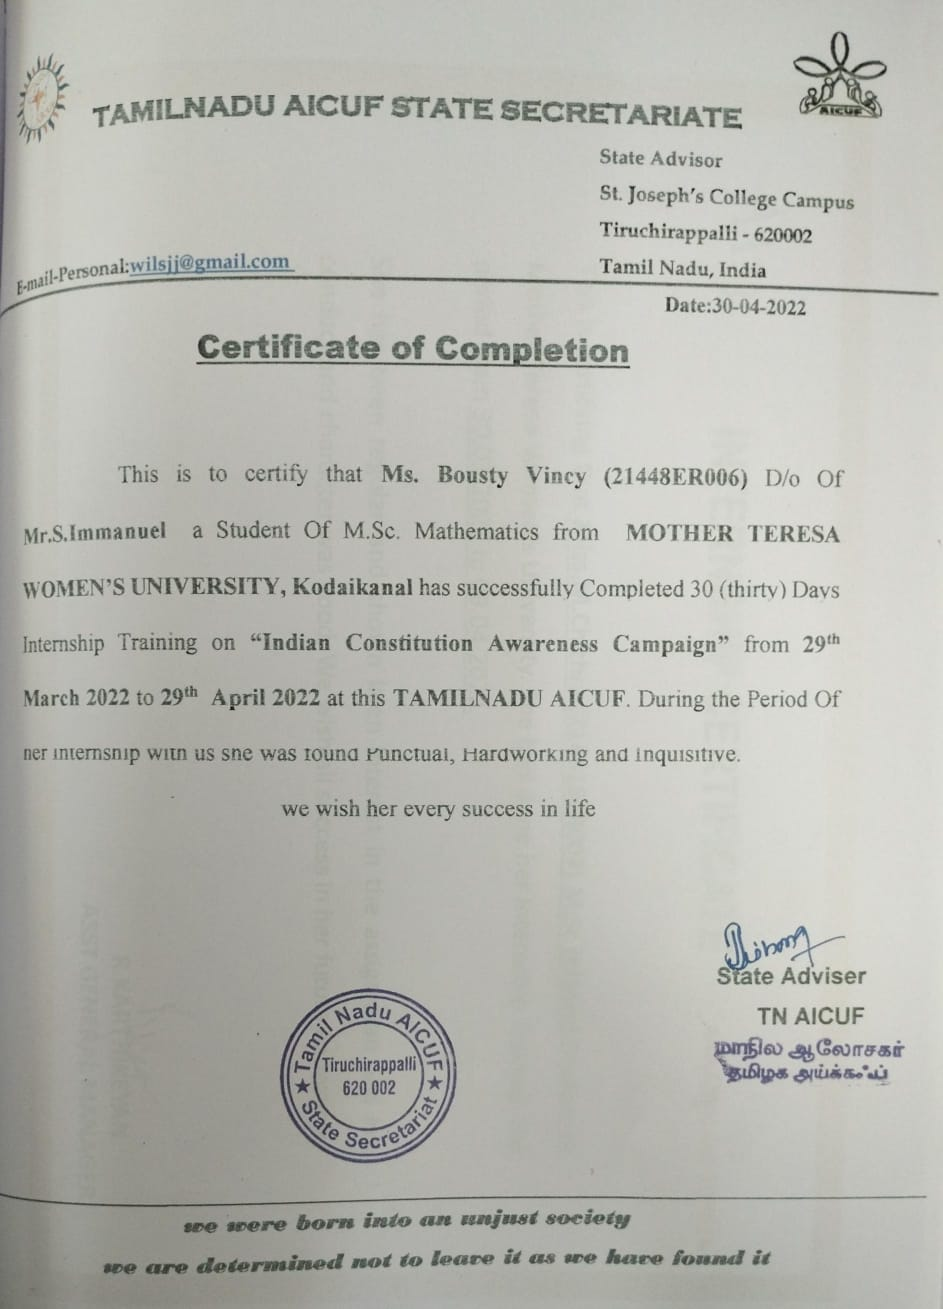 TAMILNADU AICUF STATE SECRETARIATE
AICUF
State Advisor
St. Joseph's College Campus
Tiruchirappalli - 620002
Tamil Nadu, India
E-mail-Personal:wilsjj@gmail.com
Date:30-04-2022
Certificate of Completion
This is to certify that Ms. Bousty Vincy (21448ER006) D/o Of
Mr.S.Immanuel a Student Of M.Sc. Mathematics from MOTHER TERESA
WOMEN'S UNIVERSITY, Kodaikanal has successfully Completed 30 (thirty) Days
Internship Training on “Indian Constitution Awareness Campaign” from 29th
March 2022 to 29th April 2022 at this TAMILNADU AICUF. During the Period Of
her internship with us she was found Punctual, Hardworking and Inquisitive.
we wish her every success in life
State Adviser
TN AICUF
மாநில ஆலோசகர்
தமிழக அய்க்கஃப்
Tamil Nadu AICUF
Tiruchirappalli
620 002
State Secretariat
we were born into an unjust society
we are determined not to leave it as we have found it